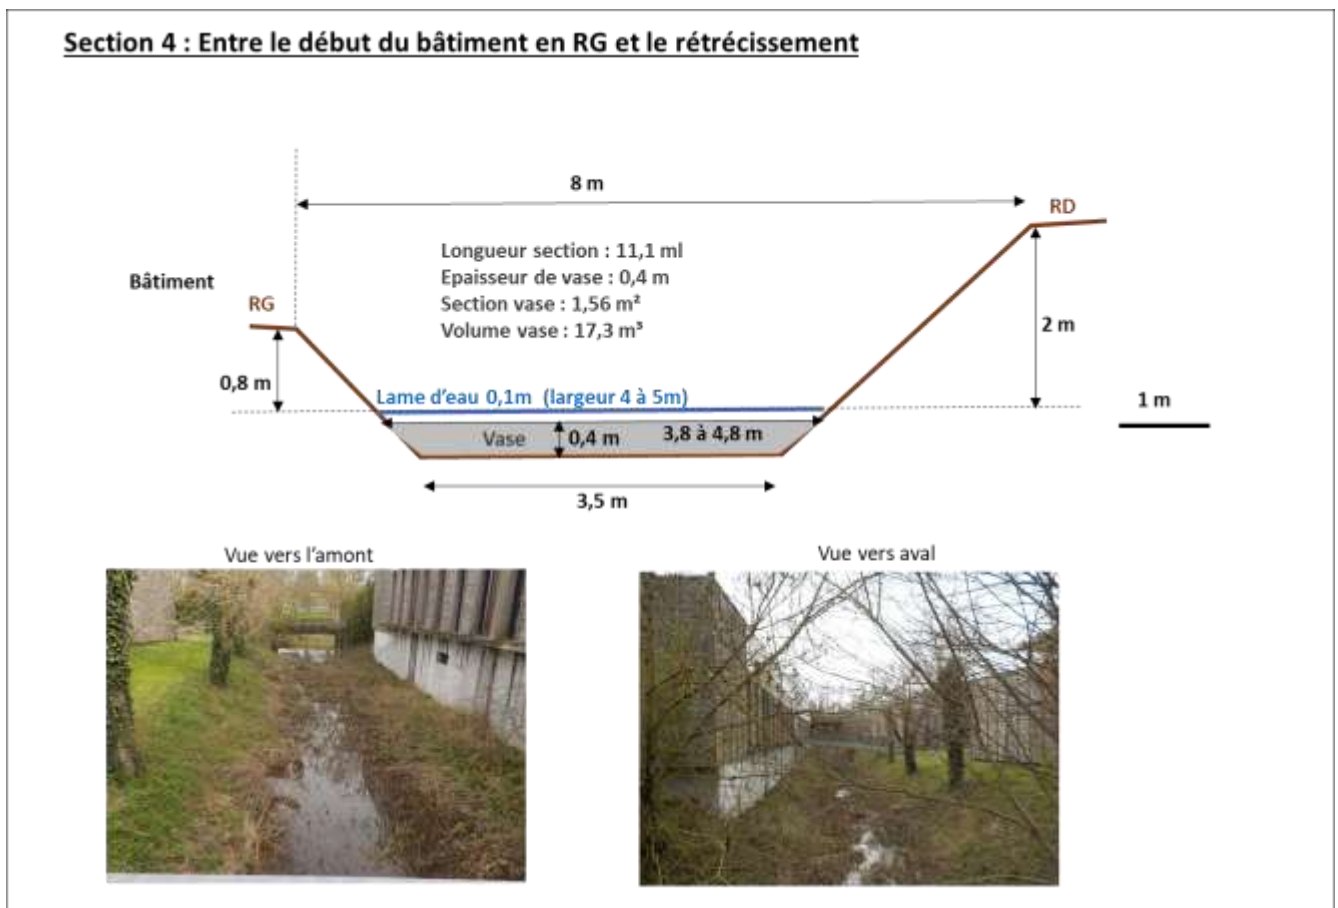 Section 4 : Entre le début du bâtiment en RG et le rétrécissement
8 m
RD
Longueur section : 11,1 ml
Epaisseur de vase : 0,4 m
Section vase : 1,56 m²
Volume vase : 17,3 m³
Bâtiment
RG
2 m
0,8 m
Lame d'eau 0,1m (largeur 4 à 5m)
1 m
Vase
0,4 m
3,8 à 4,8 m
3,5 m
Vue vers l'amont
Vue vers aval